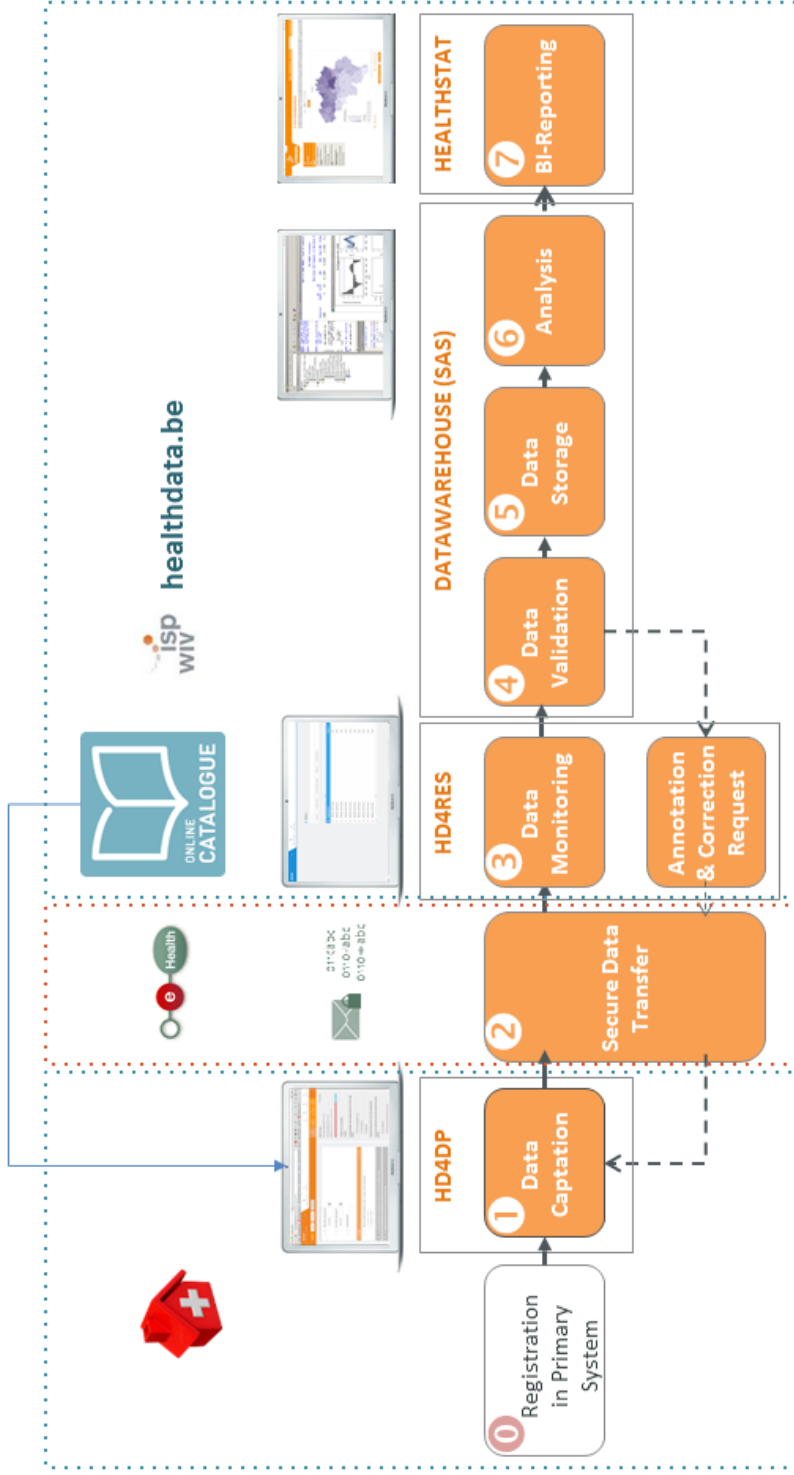 ONLINE
CATALOGUE
isp
wiv
healthdata.be
e
Health
HD4DP
HD4RES
DATAWAREHOUSE (SAS)
HEALTHSTAT
0
Registration
in Primary
System
1
Data
Captation
2
Secure Data
Transfer
3
Data
Monitoring
4
Data
Validation
5
Data
Storage
6
Analysis
7
BI-Reporting
Annotation
& Correction
Request